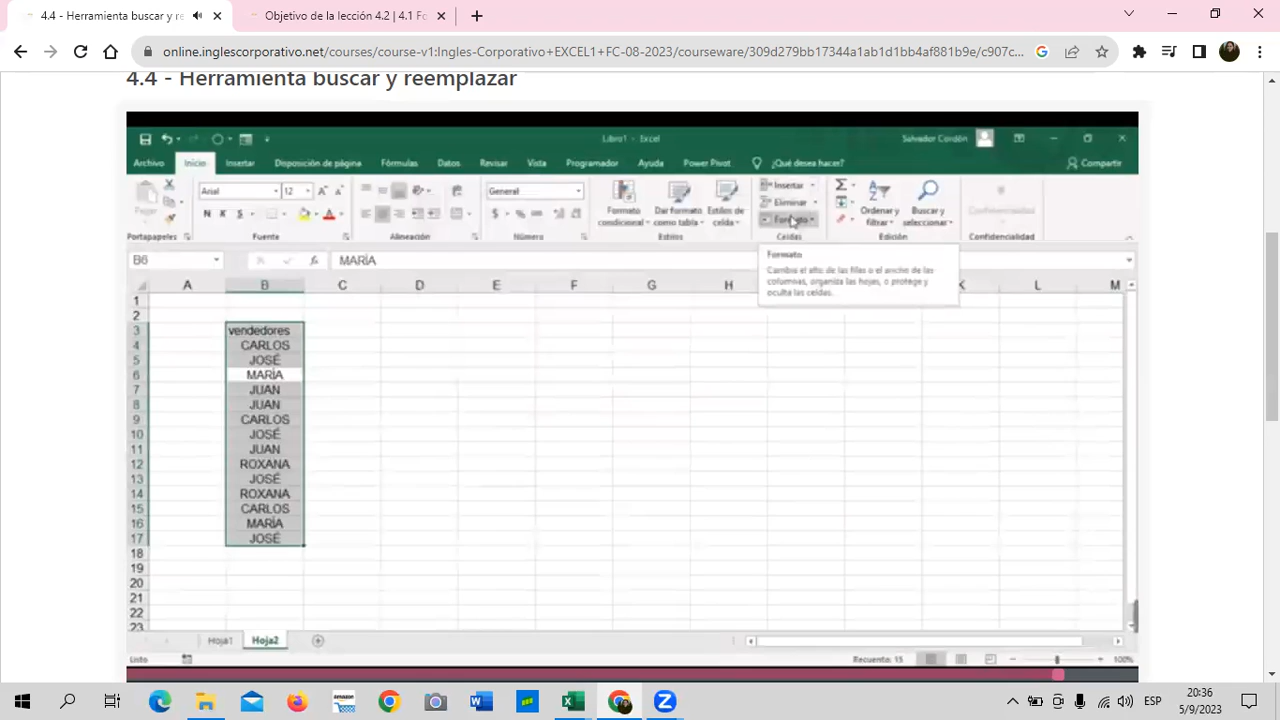 4.4 - Herramienta buscar y re
Objetivo de la lección 4.2 | 4.1 Fo
online.inglescorporativo.net/courses/course-v1:Ingles-Corporativo+EXCEL1+FC-08-2023/courseware/309d279bb17344a1ab1d1bb4af881b9e/c907c...
4.4 - Herramienta buscar y reemplazar
Libro1 - Excel
Salvador Cordón
Archivo Inicio Insertar Disposición de página Fórmulas Datos Revisar Vista Programador Ayuda Power Pivot ¿Qué desea hacer? Compartir
Pegar
Arial 12
N K S
General
Formato condicional
Dar formato como tabla
Estilos de celda
Insertar
Eliminar
Formato
Ordenar y filtrar
Buscar y seleccionar
Confidencialidad
Portapapeles Fuente Alineación Número Estilos Celdas Edición Confidencialidad
B6 fx MARÍA
Formato
Cambia el alto de las filas o el ancho de las
columnas, organiza las hojas, o protege y
oculta las celdas.
A B C D E F G H K L M
1
2
3 vendedores
4 CARLOS
5 JOSÉ
6 MARÍA
7 JUAN
8 JUAN
9 CARLOS
10 JOSÉ
11 JUAN
12 ROXANA
13 JOSÉ
14 ROXANA
15 CARLOS
16 MARÍA
17 JOSÉ
18
19
20
21
22
23
Hoja1 Hoja2
Listo Recuento: 15 100%
amazon
ESP
20:36
5/9/2023